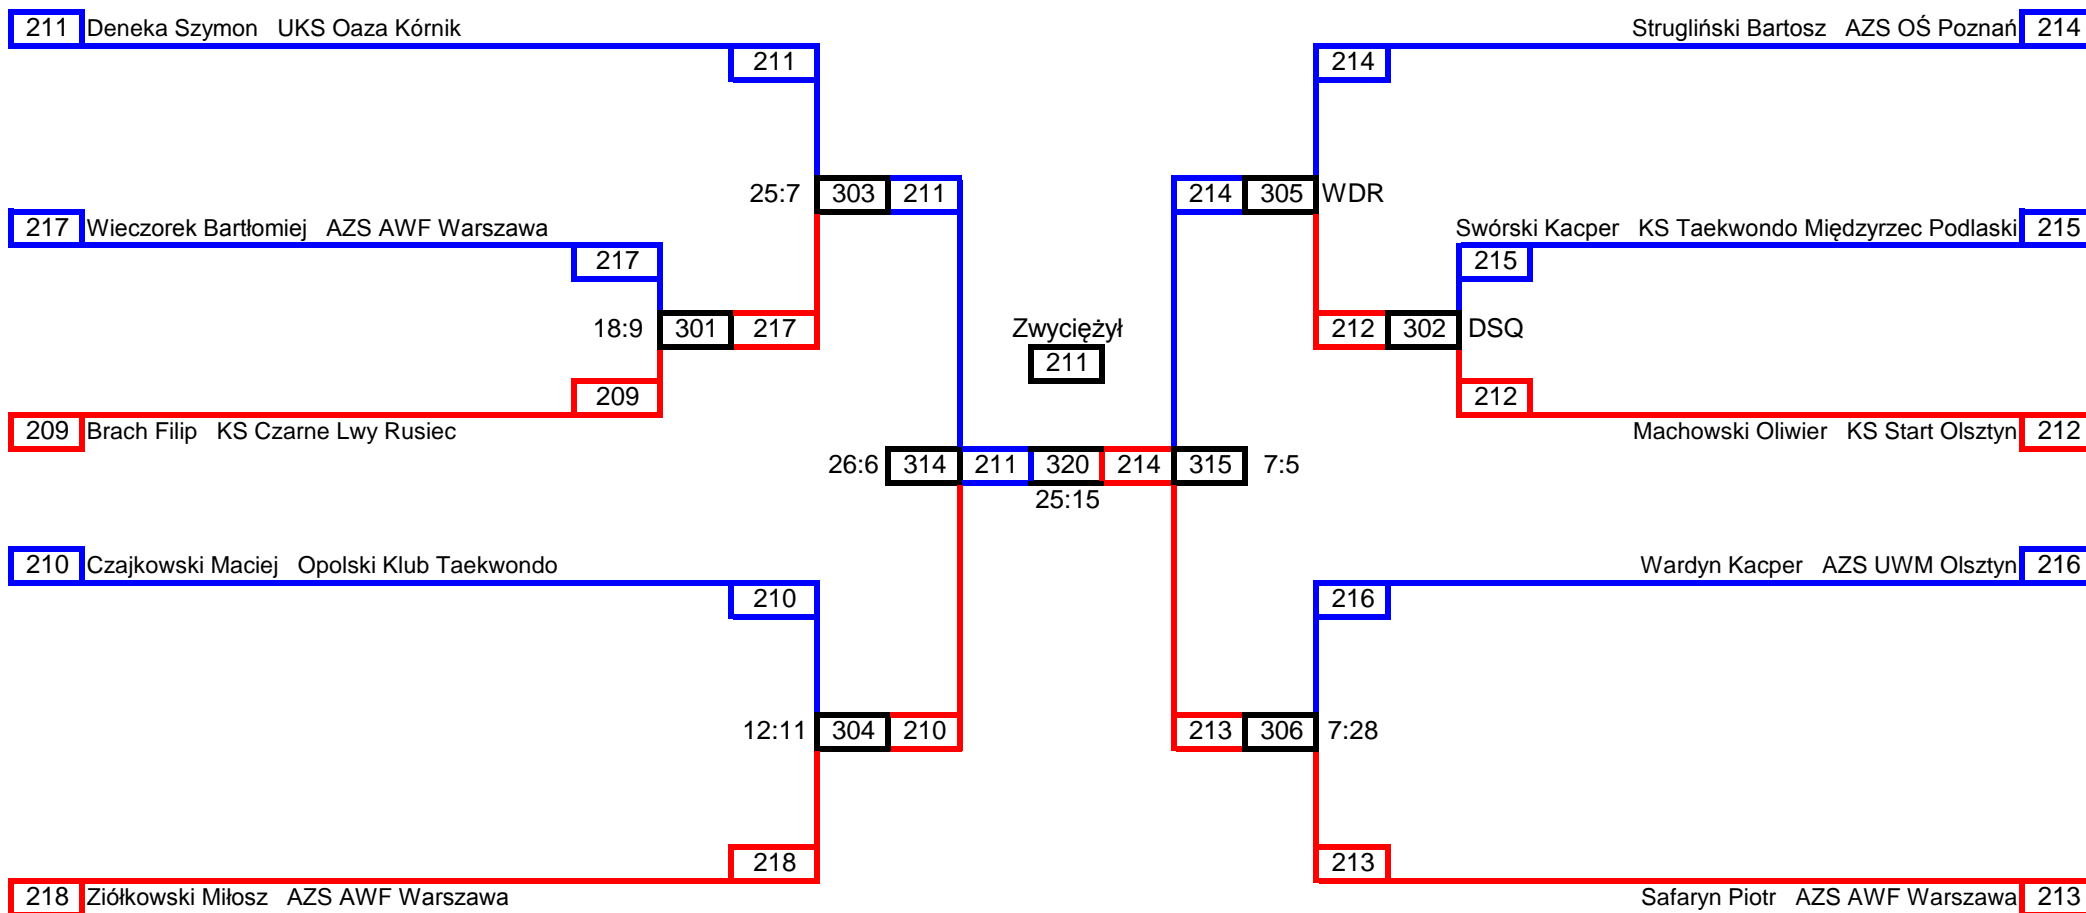 211 Deneka Szymon UKS Oaza Kórnik Strugliński Bartosz AZS OŚ Poznań 214
211 214
25:7 303 211 214 305 WDR
217 Wieczorek Bartłomiej AZS AWF Warszawa Swórski Kacper KS Taekwondo Międzyrzec Podlaski 215
217 215
18:9 301 217 Zwyciężył 212 302 DSQ
211
209 212
209 Brach Filip KS Czarne Lwy Rusiec Machowski Oliwier KS Start Olsztyn 212
26:6 314 211 320 214 315 7:5
25:15
210 Czajkowski Maciej Opolski Klub Taekwondo Wardyn Kacper AZS UWM Olsztyn 216
210 216
12:11 304 210 213 306 7:28
218 213
218 Ziółkowski Miłosz AZS AWF Warszawa Safaryn Piotr AZS AWF Warszawa 213